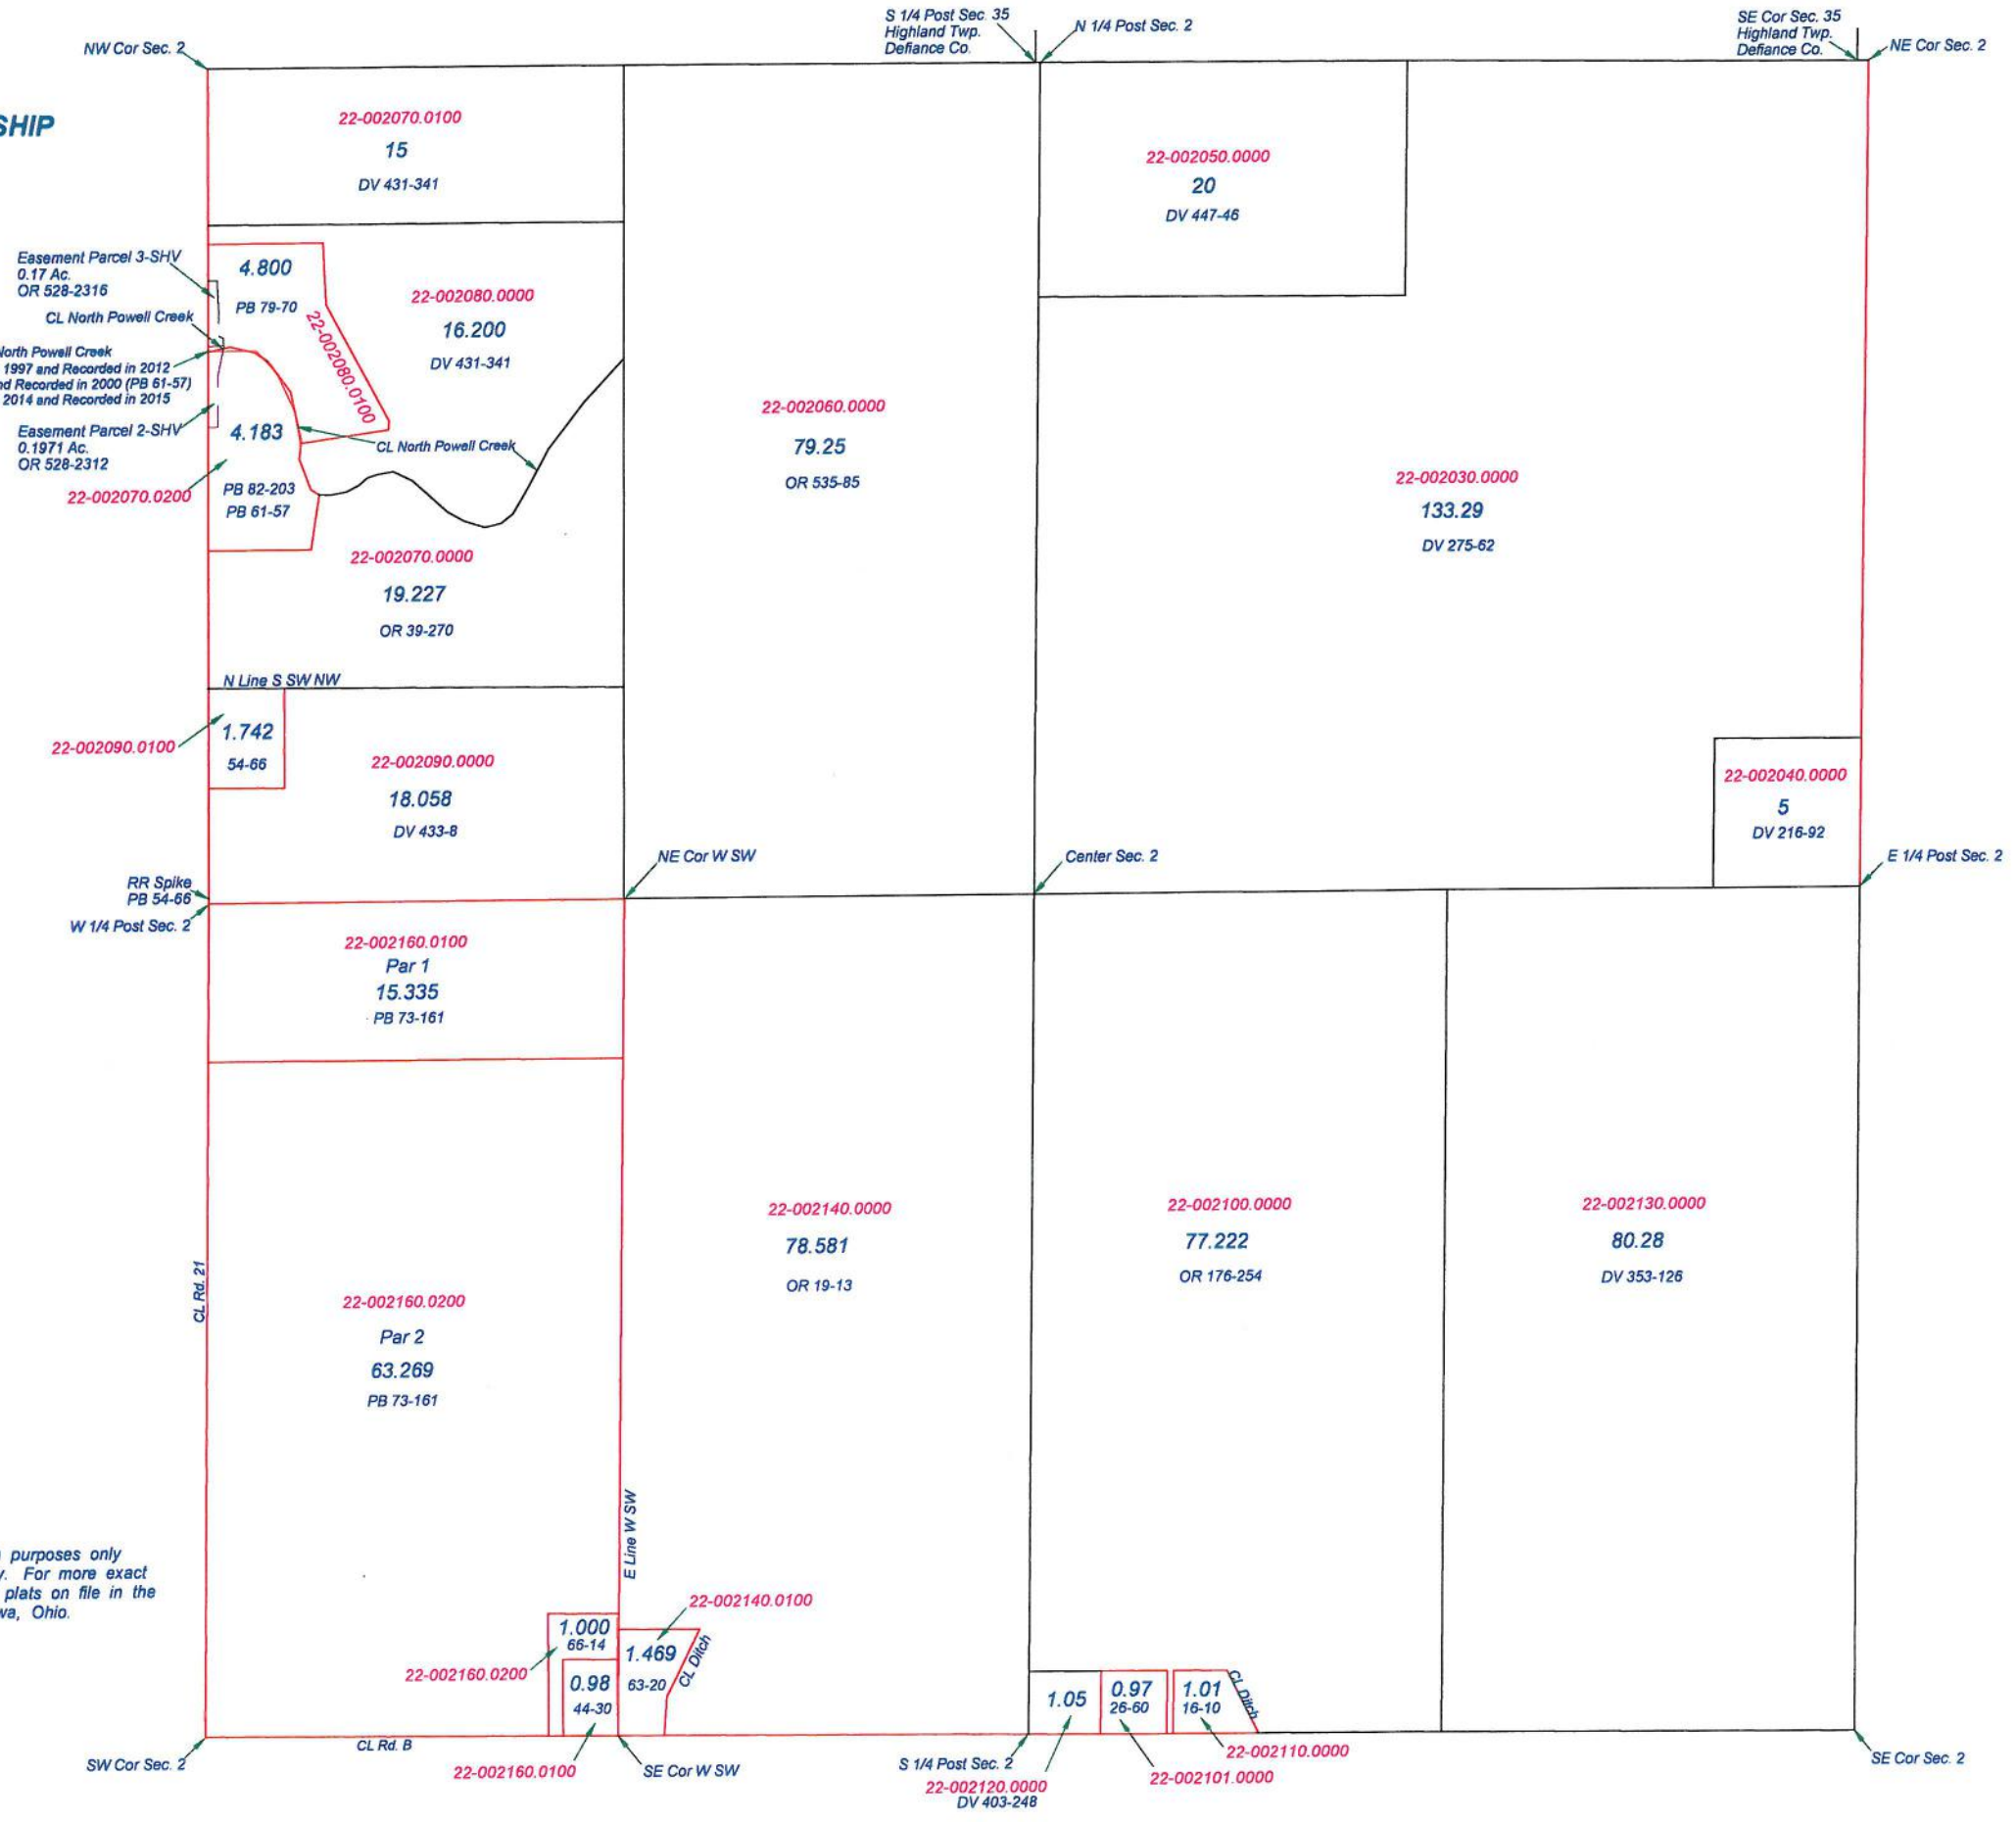 S 1/4 Post Sec. 35
Highland Twp.
Defiance Co.
N 1/4 Post Sec. 2
SE Cor Sec. 35
Highland Twp.
Defiance Co.
NE Cor Sec. 2
NW Cor Sec. 2
SHIP
22-002070.0100
15
DV 431-341
22-002050.0000
20
DV 447-46
Easement Parcel 3-SHV
0.17 Ac.
OR 528-2316
CL North Powell Creek
North Powell Creek
1997 and Recorded in 2012
nd Recorded in 2000 (PB 61-57)
2014 and Recorded in 2015
Easement Parcel 2-SHV
0.1971 Ac.
OR 528-2312
22-002070.0200
4.800
PB 79-70
22-002080.0100
22-002080.0000
16.200
DV 431-341
4.183
PB 82-203
PB 61-57
CL North Powell Creek
22-002060.0000
79.25
OR 535-85
22-002030.0000
133.29
DV 275-62
22-002070.0000
19.227
OR 39-270
N Line S SW NW
22-002090.0100
1.742
54-66
22-002090.0000
18.058
DV 433-8
22-002040.0000
5
DV 216-92
NE Cor W SW
Center Sec. 2
E 1/4 Post Sec. 2
RR Spike
PB 54-66
W 1/4 Post Sec. 2
22-002160.0100
Par 1
15.335
PB 73-161
22-002140.0000
78.581
OR 19-13
22-002100.0000
77.222
OR 176-254
22-002130.0000
80.28
DV 353-126
CL Rd. 21
22-002160.0200
Par 2
63.269
PB 73-161
E Line W SW
purposes only
y. For more exact
plats on file in the
wa, Ohio.
22-002140.0100
1.000
66-14
22-002160.0200
0.98
44-30
1.469
63-20
CL Ditch
1.05
0.97
26-60
1.01
16-10
CL Ditch
SW Cor Sec. 2
CL Rd. B
22-002160.0100
SE Cor W SW
S 1/4 Post Sec. 2
22-002120.0000
DV 403-248
22-002110.0000
22-002101.0000
SE Cor Sec. 2